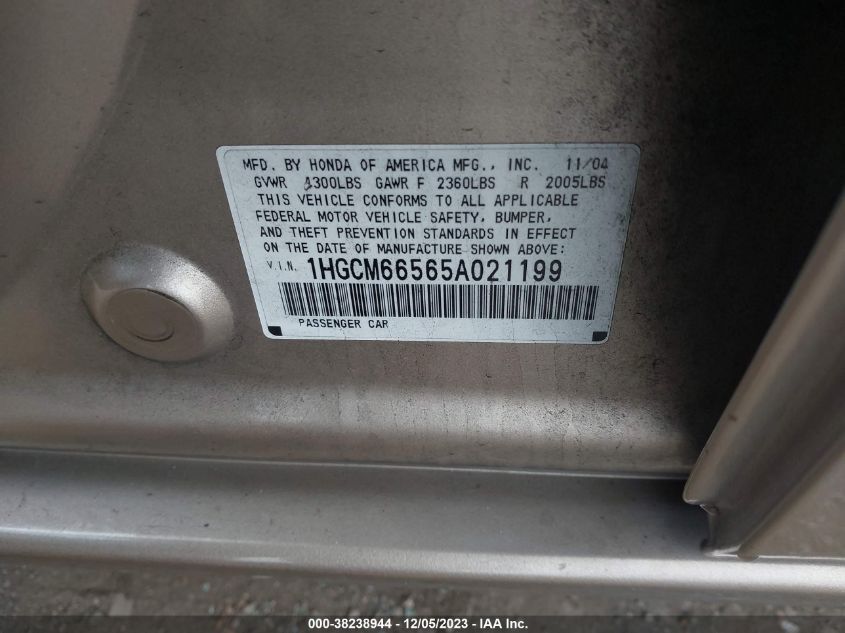 MFD. BY HONDA OF AMERICA MFG., INC. 11/04
GVWR 4300LBS GAWR F 2360LBS R 2005LBS
THIS VEHICLE CONFORMS TO ALL APPLICABLE
FEDERAL MOTOR VEHICLE SAFETY, BUMPER,
AND THEFT PREVENTION STANDARDS IN EFFECT
ON THE DATE OF MANUFACTURE SHOWN ABOVE:
V.I.N. 1HGCM66565A021199
PASSENGER CAR
000-38238944 - 12/05/2023 - IAA Inc.